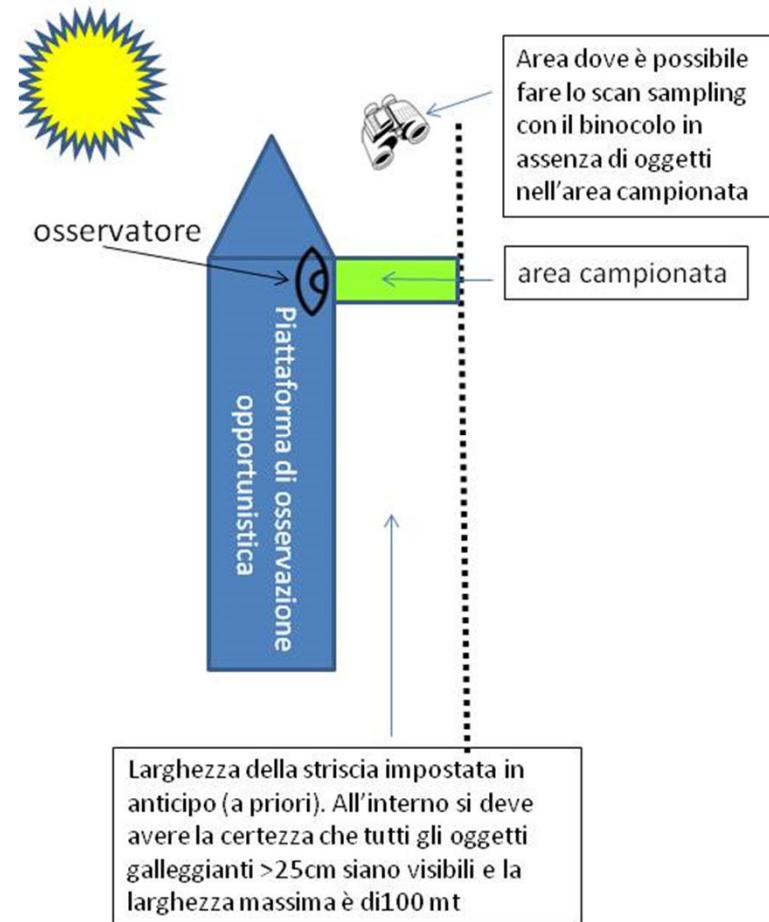 Area dove è possibile
fare lo scan sampling
con il binocolo in
assenza di oggetti
nell'area campionata
osservatore
area campionata
Piattaforma di osservazione
opportunistica
Larghezza della striscia impostata in
anticipo (a priori). All'interno si deve
avere la certezza che tutti gli oggetti
galleggianti >25cm siano visibili e la
larghezza massima è di100 mt